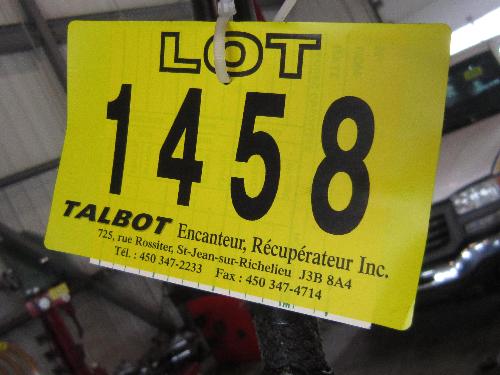 LOT
1458
TALBOT Encanteur, Récupérateur Inc.
725, rue Rossiter, St-Jean-sur-Richelieu J3B 8A4
Tél. : 450 347-2233 Fax : 450 347-4714